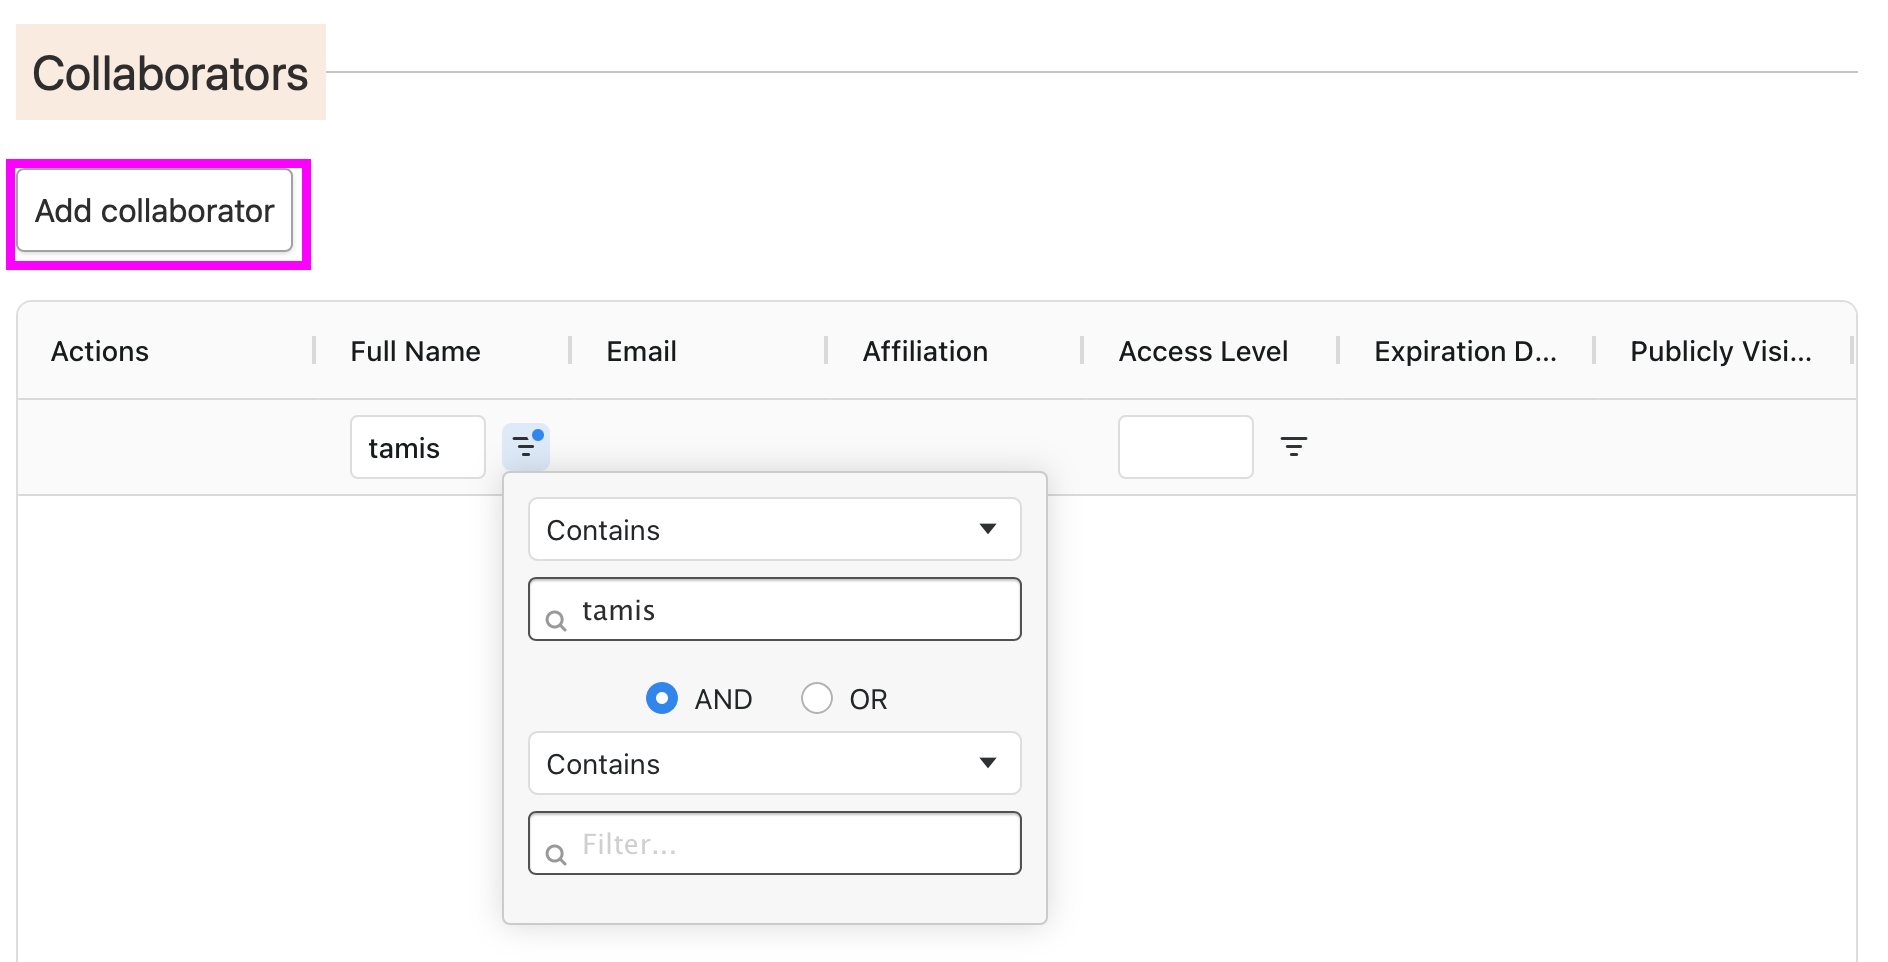 Collaborators
Add collaborator
Actions Full Name Email Affiliation Access Level Expiration D... Publicly Visi...
tamis
Contains
tamis
AND OR
Contains
Filter...